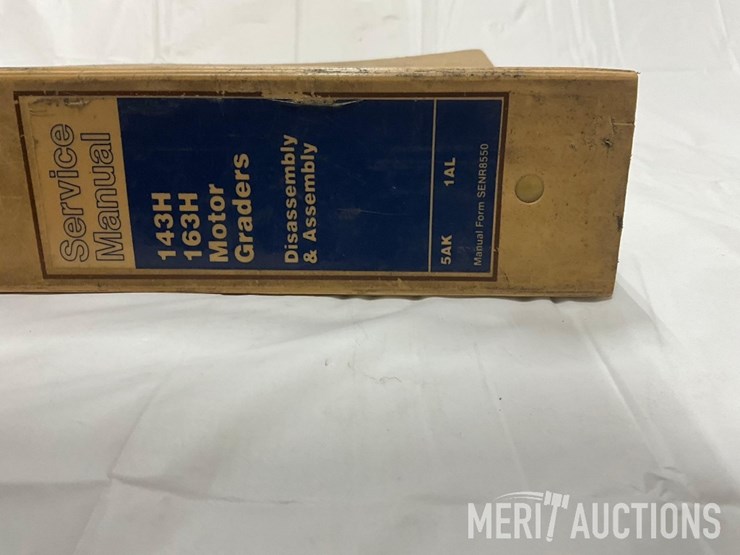 Service
Manual
143H
163H
Motor
Graders
Disassembly
& Assembly
5AK 1AL
Manual Form SENR8550
MERIT AUCTIONS